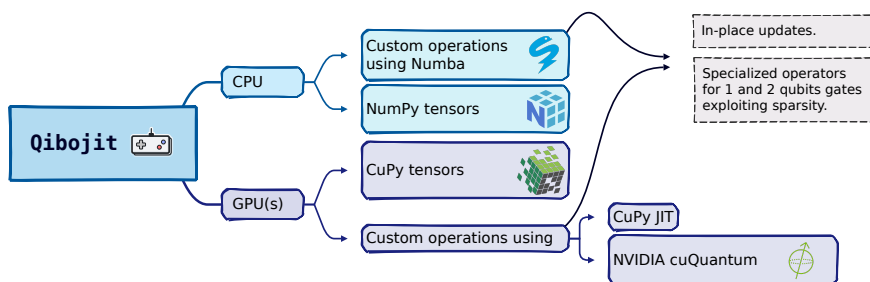 Qibojit
CPU
Custom operations
using Numba
NumPy tensors
In-place updates.
Specialized operators
for 1 and 2 qubits gates
exploiting sparsity.
GPU(s)
CuPy tensors
Custom operations using
CuPy JIT
NVIDIA cuQuantum